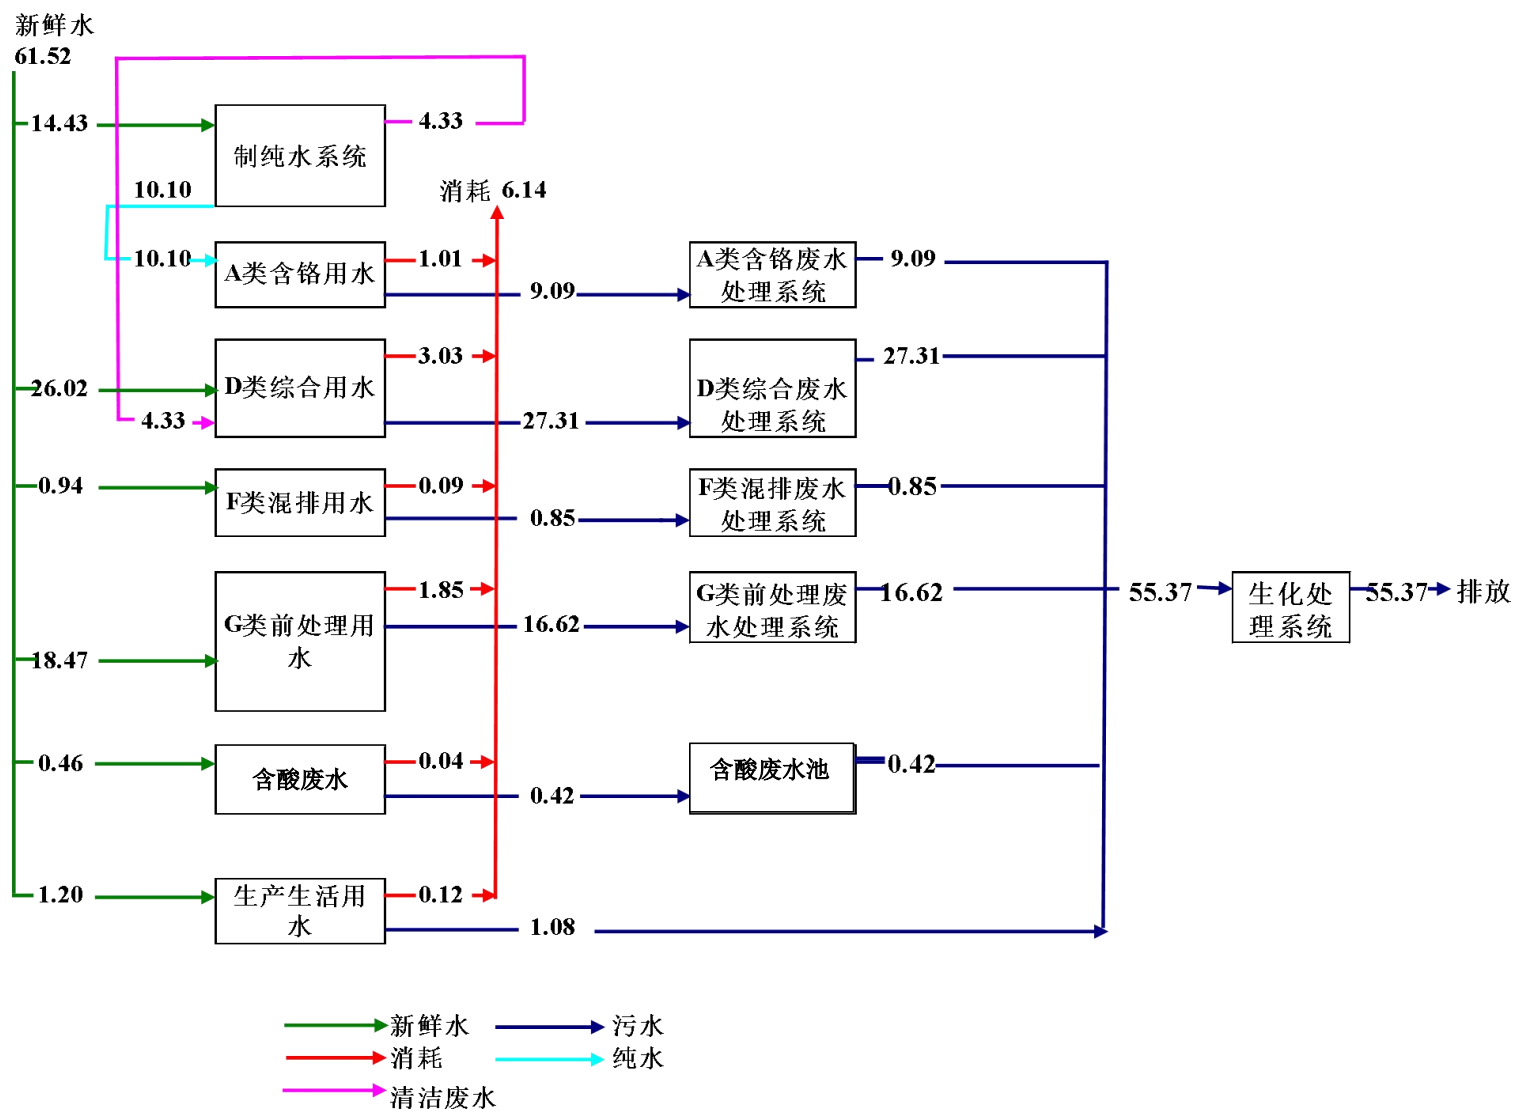 新鲜水
61.52
14.43
制纯水系统
4.33
10.10
消耗 6.14
10.10
A类含铬用水
1.01
9.09
A类含铬废水
处理系统
9.09
26.02
4.33
D类综合用水
3.03
27.31
D类综合废水
处理系统
27.31
0.94
F类混排用水
0.09
0.85
F类混排废水
处理系统
0.85
18.47
G类前处理用
水
1.85
16.62
G类前处理废
水处理系统
16.62
55.37
生化处
理系统
55.37
排放
0.46
含酸废水
0.04
0.42
含酸废水池
0.42
1.20
生产生活用
水
0.12
1.08
新鲜水
污水
消耗
纯水
清洁废水